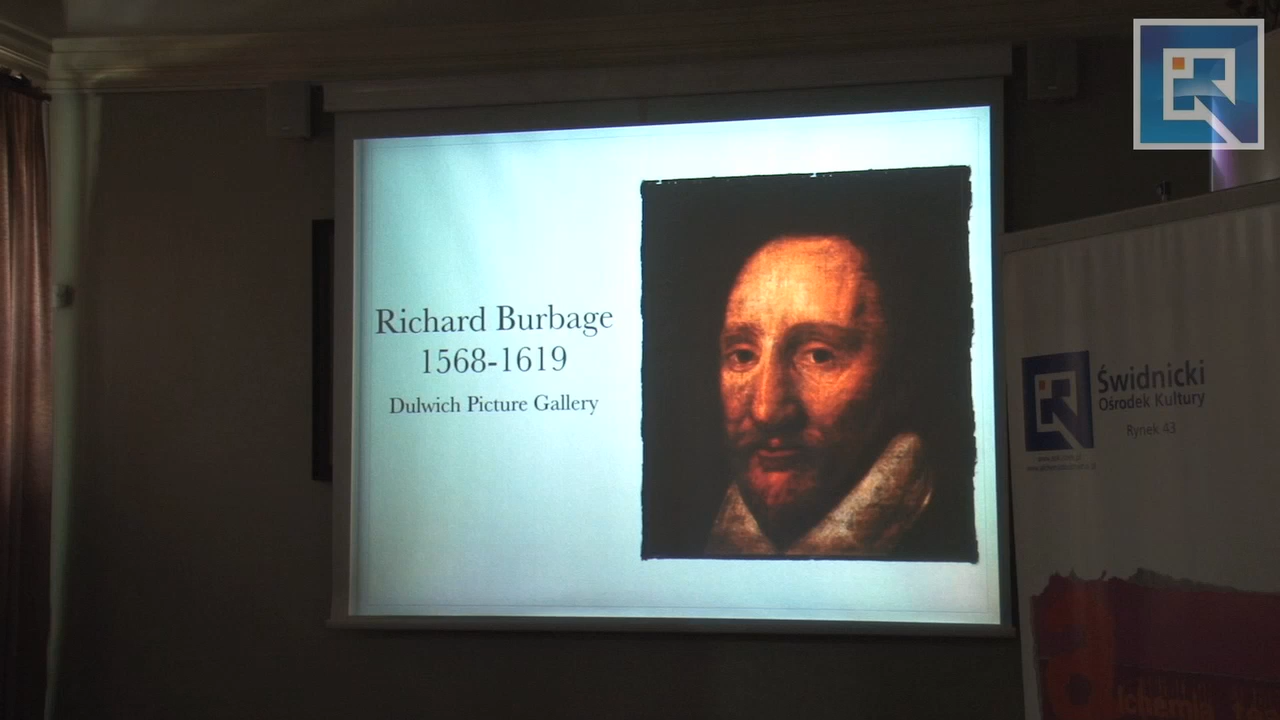 Richard Burbage
1568-1619
Dulwich Picture Gallery
Świdnicki
Ośrodek Kultury
Rynek 43